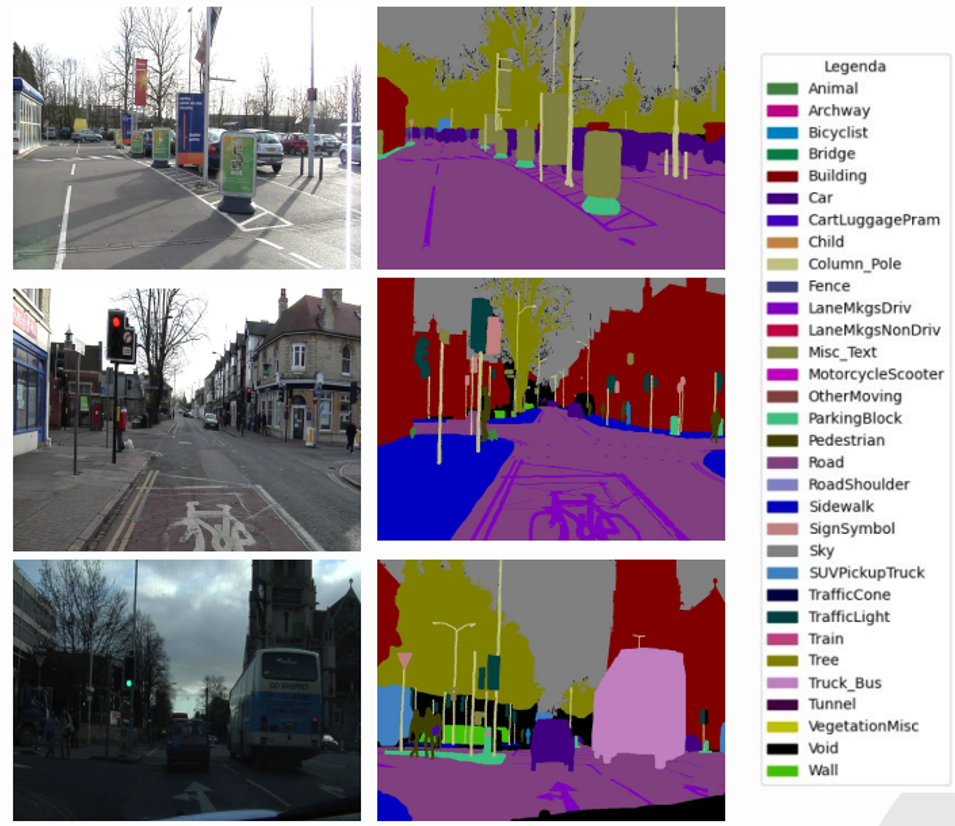 Legenda
Animal
Archway
Bicyclist
Bridge
Building
Car
CartLuggagePram
Child
Column_Pole
Fence
LaneMkgsDriv
LaneMkgsNonDriv
Misc_Text
MotorcycleScooter
OtherMoving
ParkingBlock
Pedestrian
Road
RoadShoulder
Sidewalk
SignSymbol
Sky
SUVPickupTruck
TrafficCone
TrafficLight
Train
Tree
Truck_Bus
Tunnel
VegetationMisc
Void
Wall